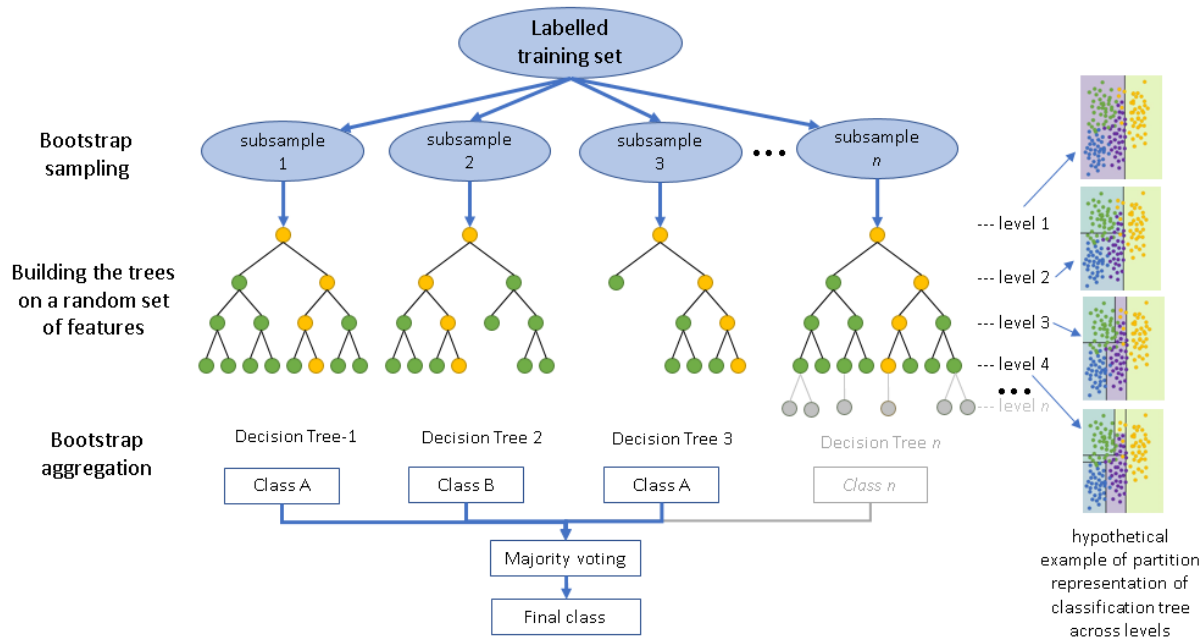 Labelled
training set
Bootstrap
sampling
subsample
1
subsample
2
subsample
3
•••
subsample
n
Building the trees
on a random set
of features
--- level 1
--- level 2
--- level 3
--- level 4
•••
--- level n
Bootstrap
aggregation
Decision Tree-1
Decision Tree 2
Decision Tree 3
Decision Tree n
Class A
Class B
Class A
Class n
Majority voting
Final class
hypothetical
example of partition
representation of
classification tree
across levels